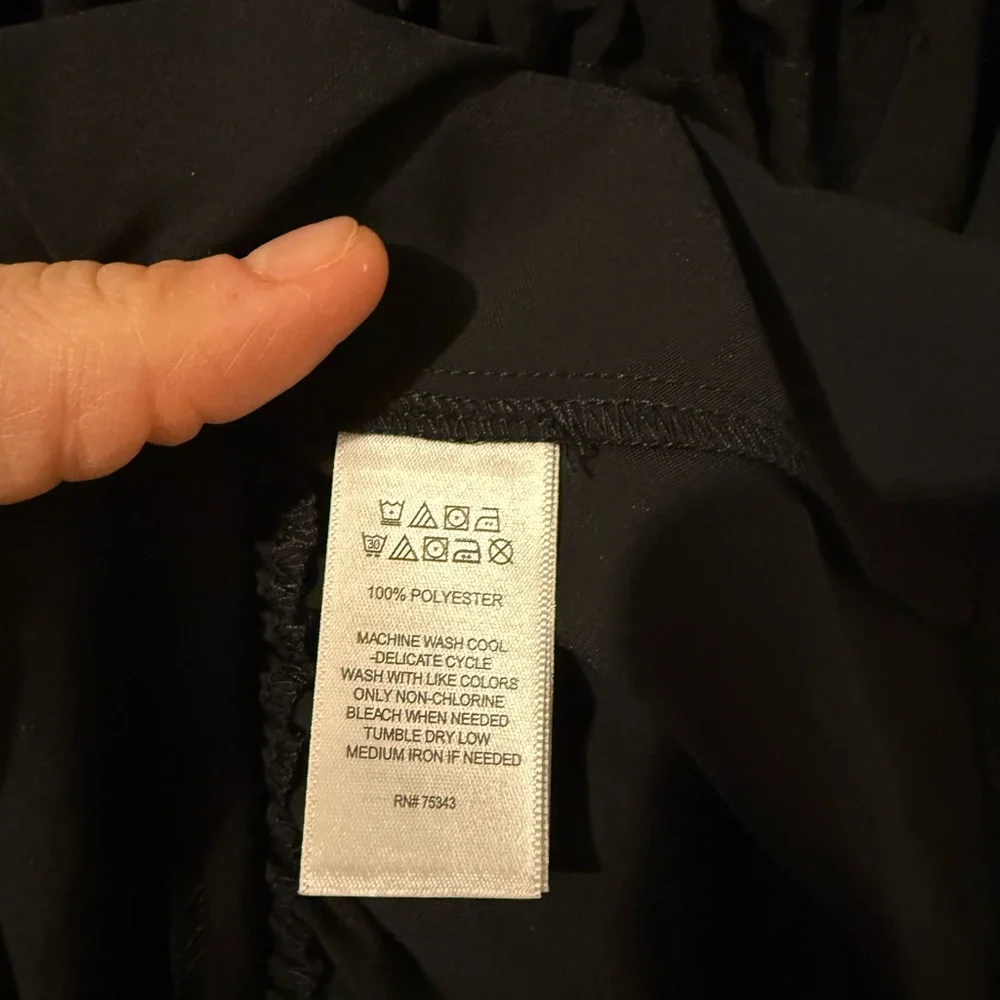 30
100% POLYESTER
MACHINE WASH COOL
-DELICATE CYCLE
WASH WITH LIKE COLORS
ONLY NON-CHLORINE
BLEACH WHEN NEEDED
TUMBLE DRY LOW
MEDIUM IRON IF NEEDED
RN# 75343